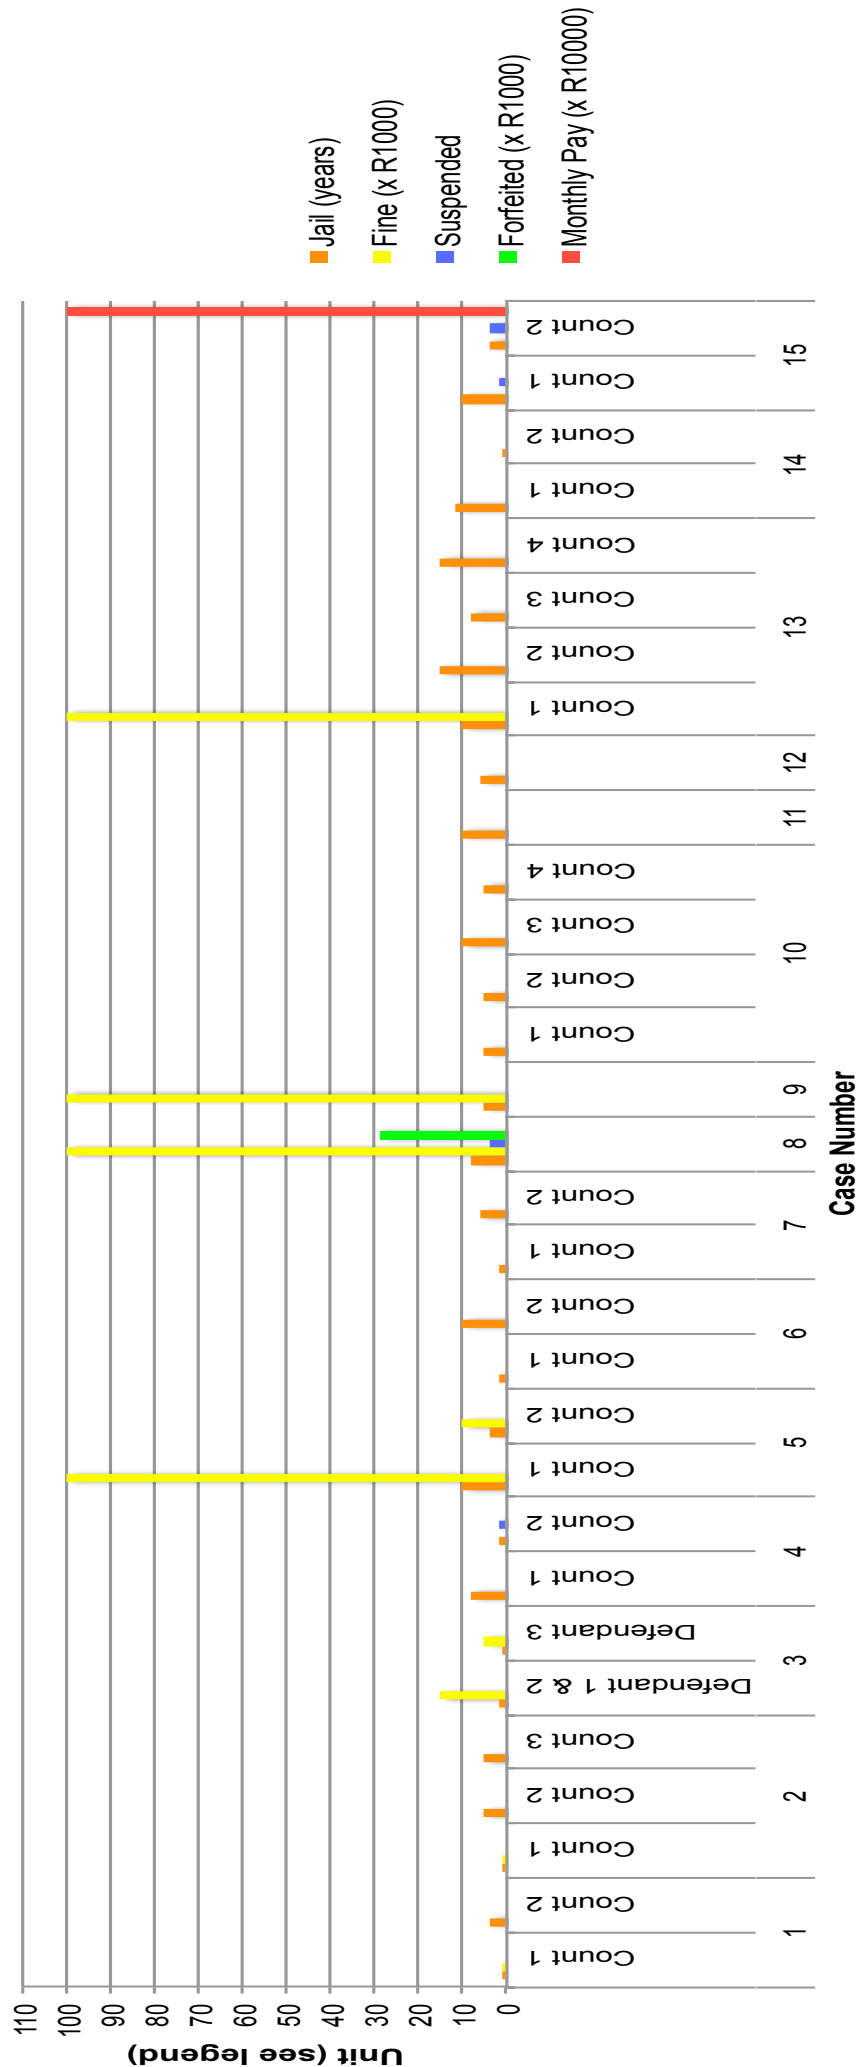 Unit (see legend)
110
100
90
80
70
60
50
40
30
20
10
0
Jail (years)
Fine (x R1000)
Suspended
Forfeited (x R1000)
Monthly Pay (x R10000)
Count 1
Count 2
Count 1
Count 2
Count 3
Defendant 1 & 2
Defendant 3
Count 1
Count 2
Count 1
Count 2
Count 1
Count 2
Count 1
Count 2
Count 1
Count 2
Count 3
Count 4
Count 1
Count 2
Count 3
Count 4
Count 1
Count 2
Count 1
Count 2
1
2
3
4
5
6
7
8
9
10
11
12
13
14
15
Case Number